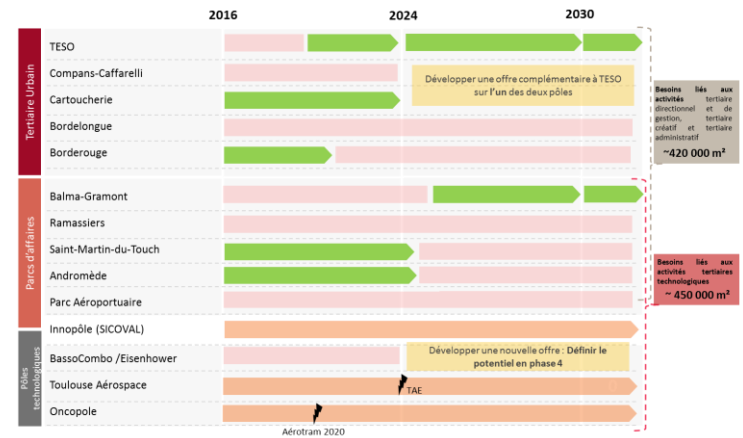 2016 2024 2030
Tertiaire Urbain
TESO
Compans-Caffarelli
Cartoucherie
Bordelongue
Borderouge
Développer une offre complémentaire à TESO
sur l'un des deux pôles
Besoins liés aux
activités tertiaire
directionnel et de
gestion, tertiaire
créatif et tertiaire
administratif
~420 000 m²
Parcs d'affaires
Balma-Gramont
Ramassiers
Saint-Martin-du-Touch
Andromède
Parc Aéroportuaire
Besoins liés aux
activités tertiaires
technologiques
~ 450 000 m²
Innopôle (SICOVAL)
Pôles
technologiques
BassoCombo /Eisenhower
Développer une nouvelle offre : Définir le
potentiel en phase 4
Toulouse Aérospace
TAE
Oncopole
Aérotram 2020